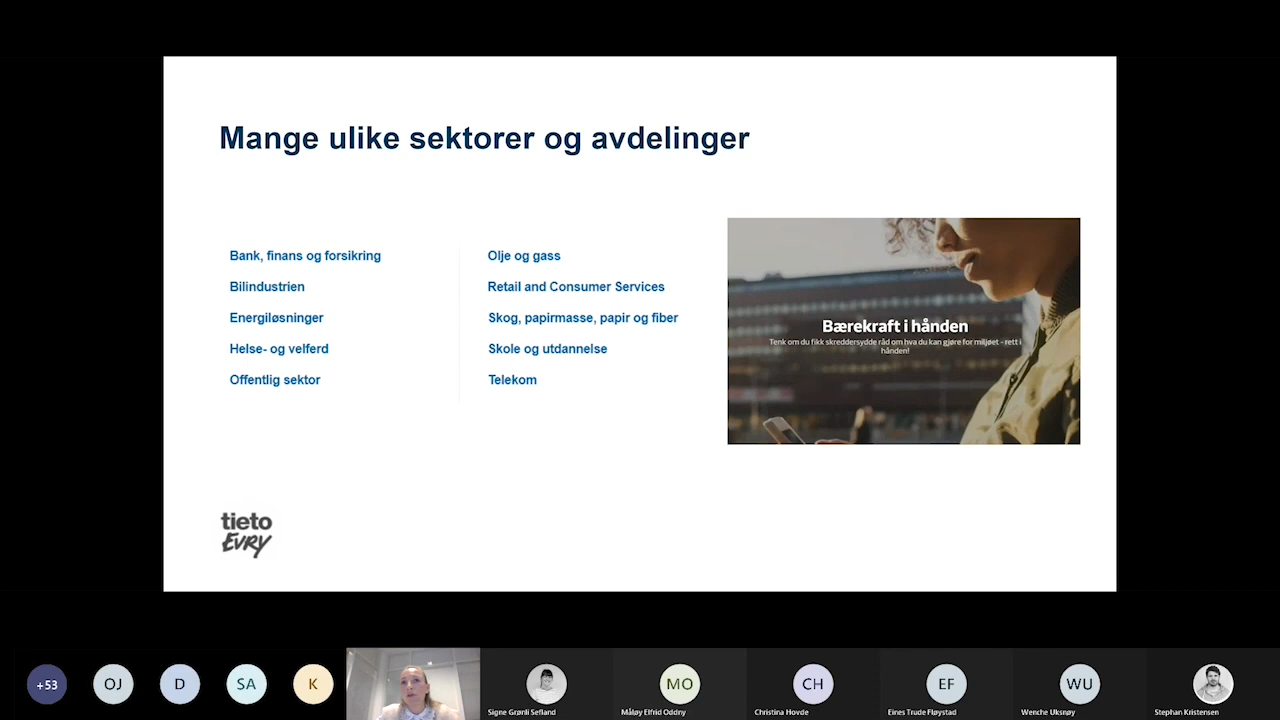 Mange ulike sektorer og avdelinger
Bank, finans og forsikring
Bilindustrien
Energiløsninger
Helse- og velferd
Offentlig sektor
Olje og gass
Retail and Consumer Services
Skog, papirmasse, papir og fiber
Skole og utdannelse
Telekom
Bærekraft i hånden
Tenk om du fikk skreddersydde råd om hva du kan gjøre for miljøet - rett i
hånden!
tieto
Evry
+53
OJ
D
SA
K
Signe Grønli Sefland
MO
Måløy Elfrid Oddny
CH
Christina Hovde
EF
Eines Trude Fløystad
WU
Wenche Uksnøy
Stephan Kristensen